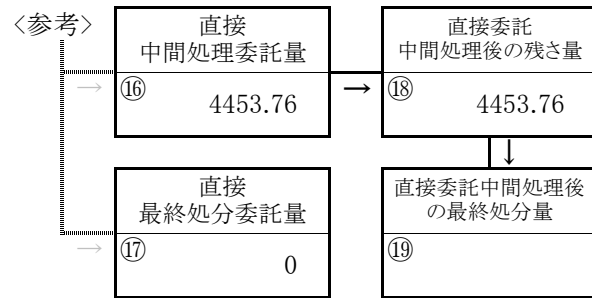 〈参考〉
直接
中間処理委託量
⑯
4453.76
→
→
直接委託
中間処理後の残さ量
⑱
4453.76
↓
直接
最終処分委託量
⑰
0
→
直接委託中間処理後
の最終処分量
⑲